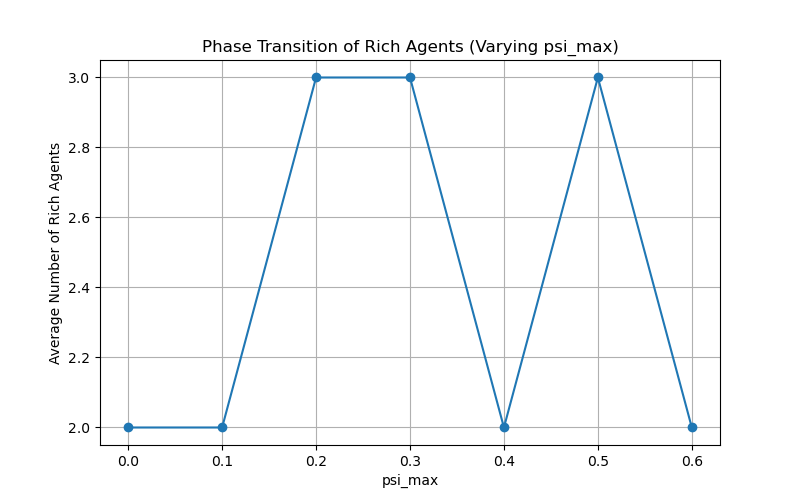 Phase Transition of Rich Agents (Varying psi_max)
Average Number of Rich Agents
3.0
2.8
2.6
2.4
2.2
2.0
0.0 0.1 0.2 0.3 0.4 0.5 0.6
psi_max